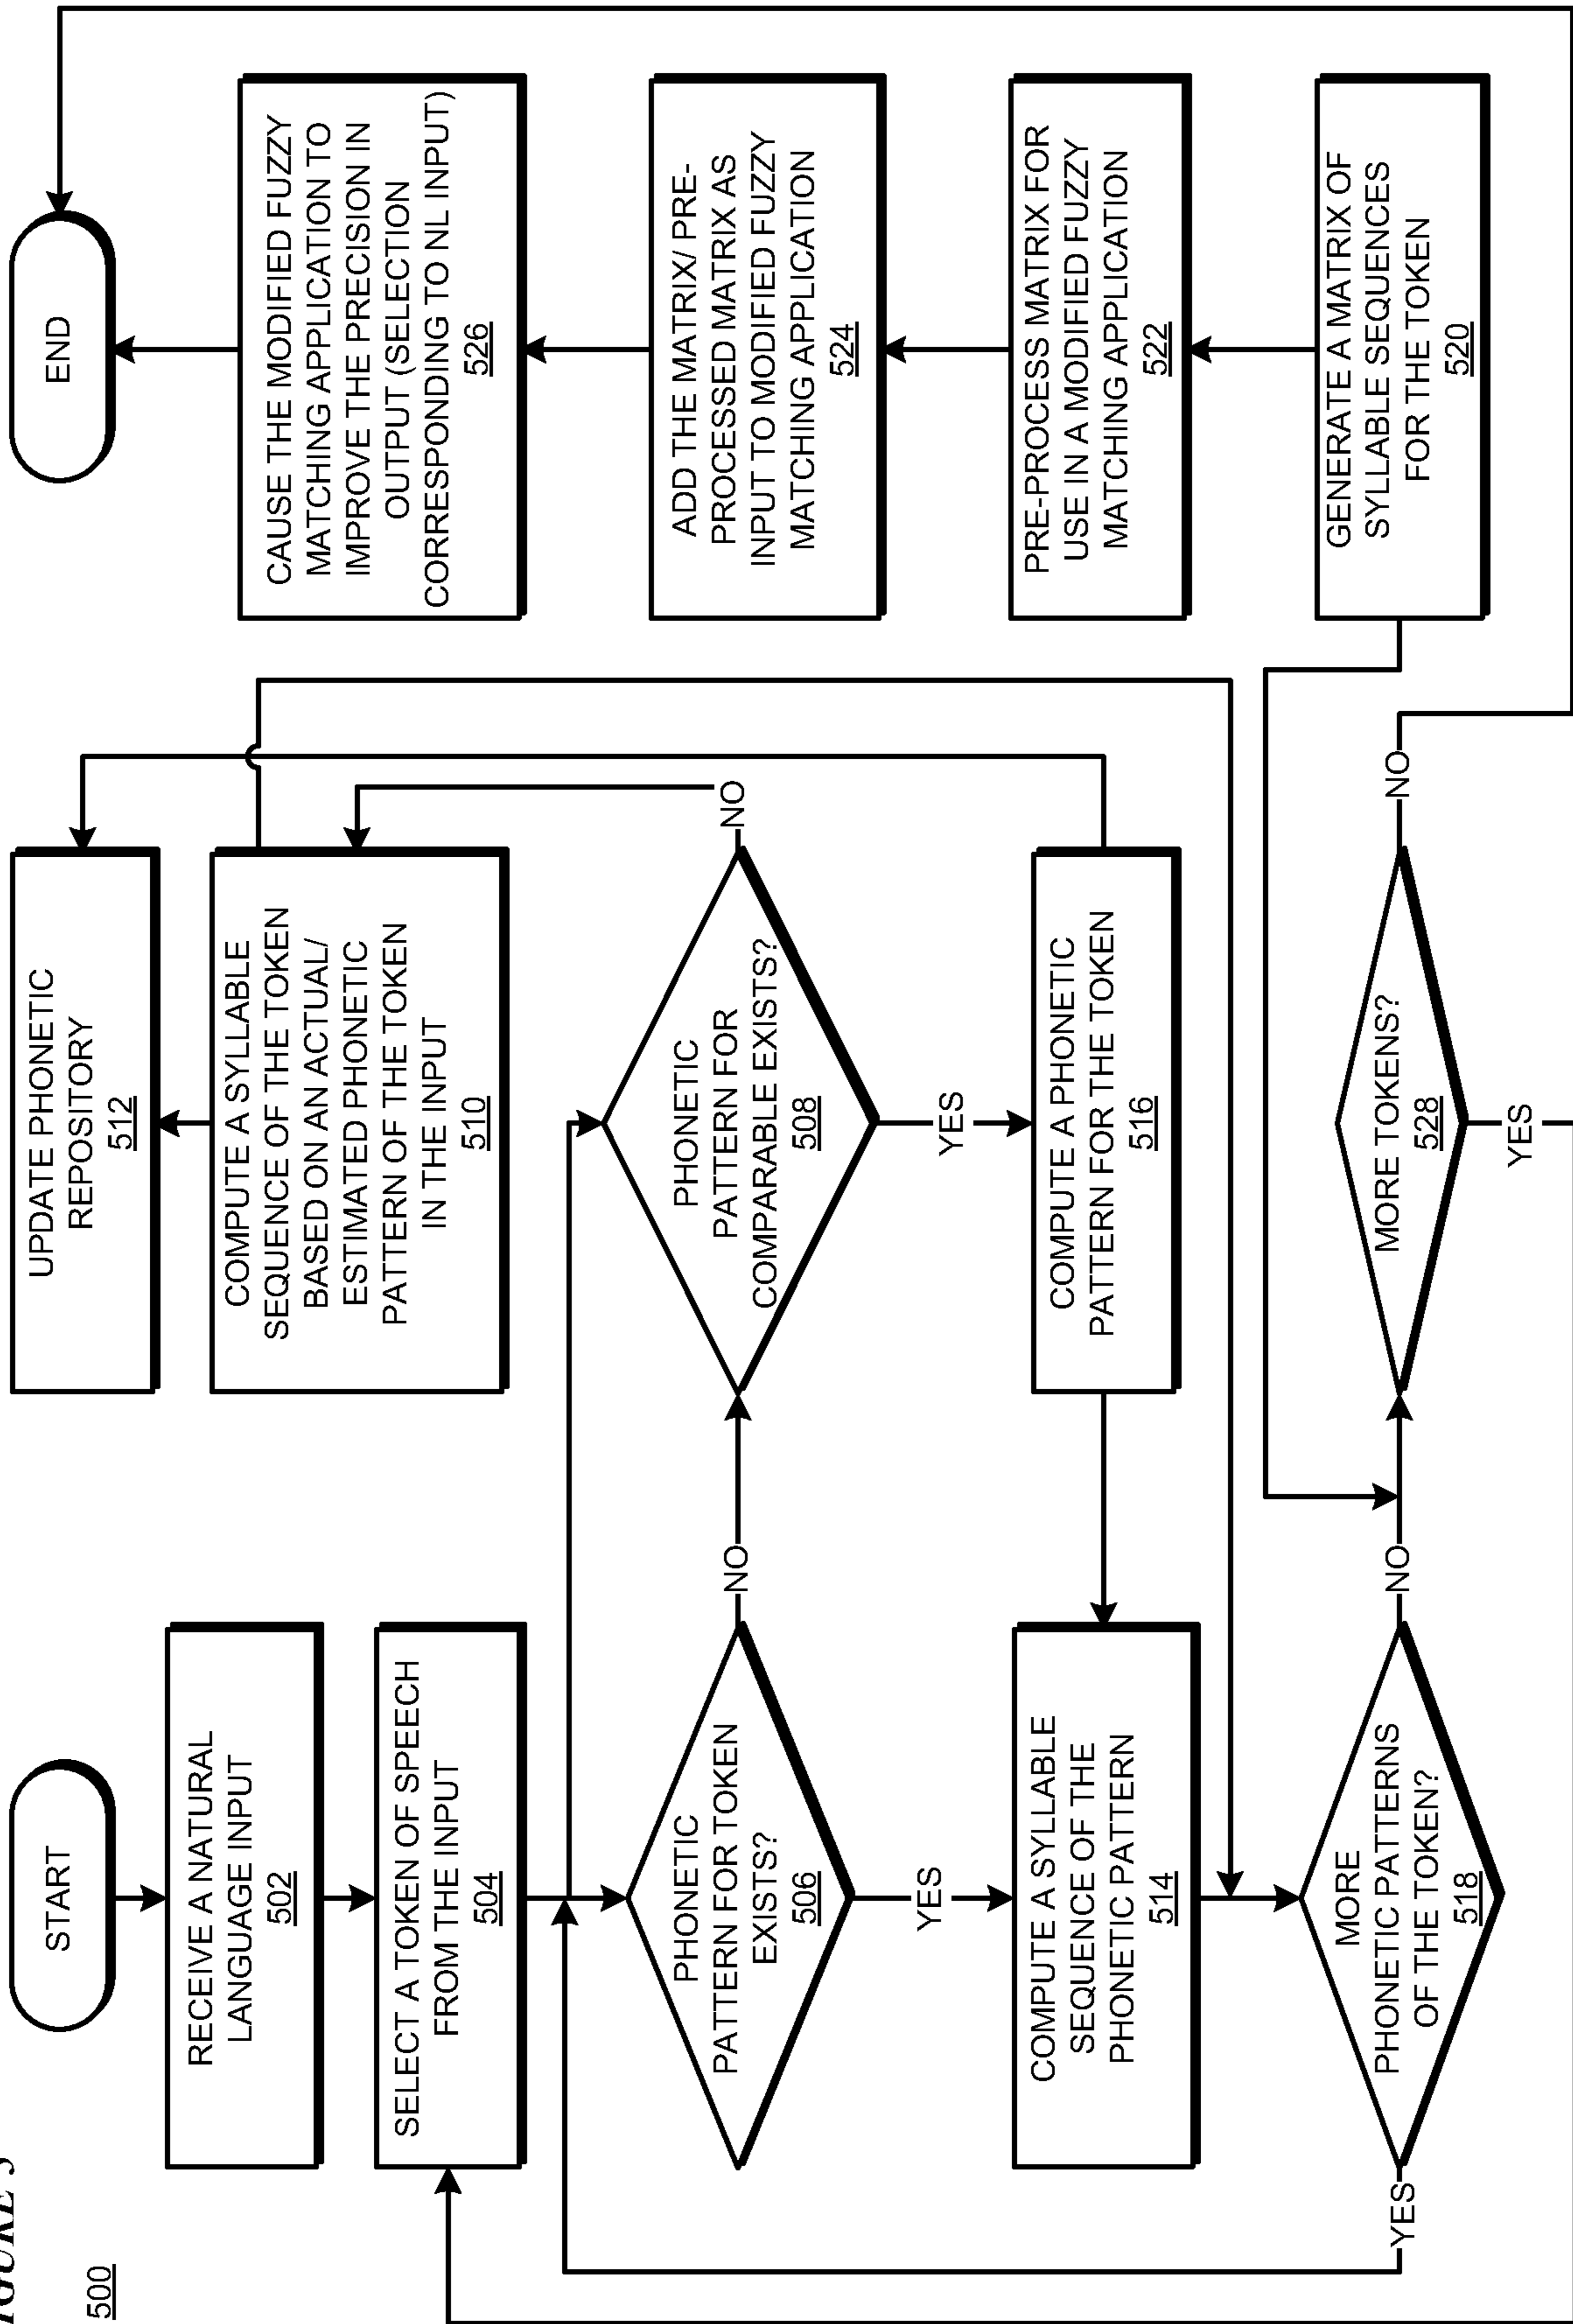 IGURE 5
500
START
RECEIVE A NATURAL
LANGUAGE INPUT
502
SELECT A TOKEN OF SPEECH
FROM THE INPUT
504
PHONETIC
PATTERN FOR TOKEN
EXISTS?
506
NO
YES
PHONETIC
PATTERN FOR
COMPARABLE EXISTS?
508
NO
YES
COMPUTE A SYLLABLE
SEQUENCE OF THE TOKEN
BASED ON AN ACTUAL/
ESTIMATED PHONETIC
PATTERN OF THE TOKEN
IN THE INPUT
510
UPDATE PHONETIC
REPOSITORY
512
COMPUTE A SYLLABLE
SEQUENCE OF THE
PHONETIC PATTERN
514
COMPUTE A PHONETIC
PATTERN FOR THE TOKEN
516
MORE
PHONETIC PATTERNS
OF THE TOKEN?
518
YES
NO
MORE TOKENS?
528
NO
YES
GENERATE A MATRIX OF
SYLLABLE SEQUENCES
FOR THE TOKEN
520
PRE-PROCESS MATRIX FOR
USE IN A MODIFIED FUZZY
MATCHING APPLICATION
522
ADD THE MATRIX/ PRE-
PROCESSED MATRIX AS
INPUT TO MODIFIED FUZZY
MATCHING APPLICATION
524
CAUSE THE MODIFIED FUZZY
MATCHING APPLICATION TO
IMPROVE THE PRECISION IN
OUTPUT (SELECTION
CORRESPONDING TO NL INPUT)
526
END